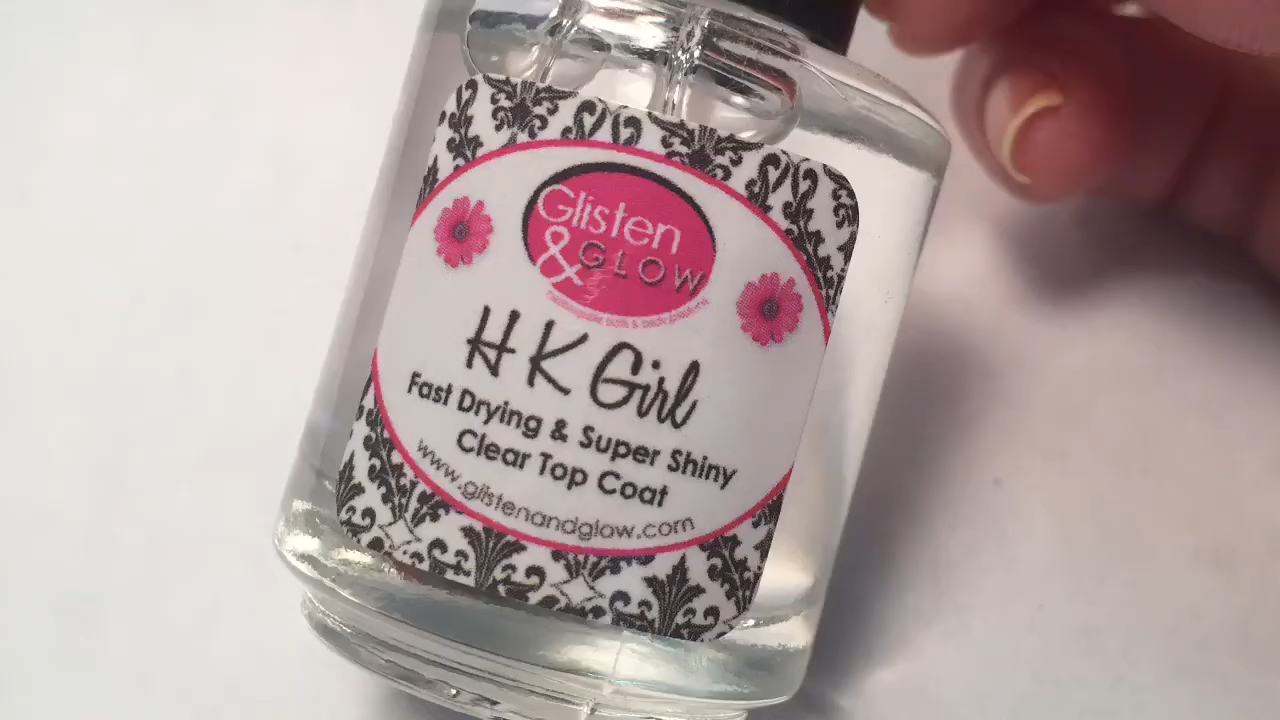 Glisten
& GLOW
H K Girl
Fast Drying & Super Shiny
Clear Top Coat
www.glistenandglow.com